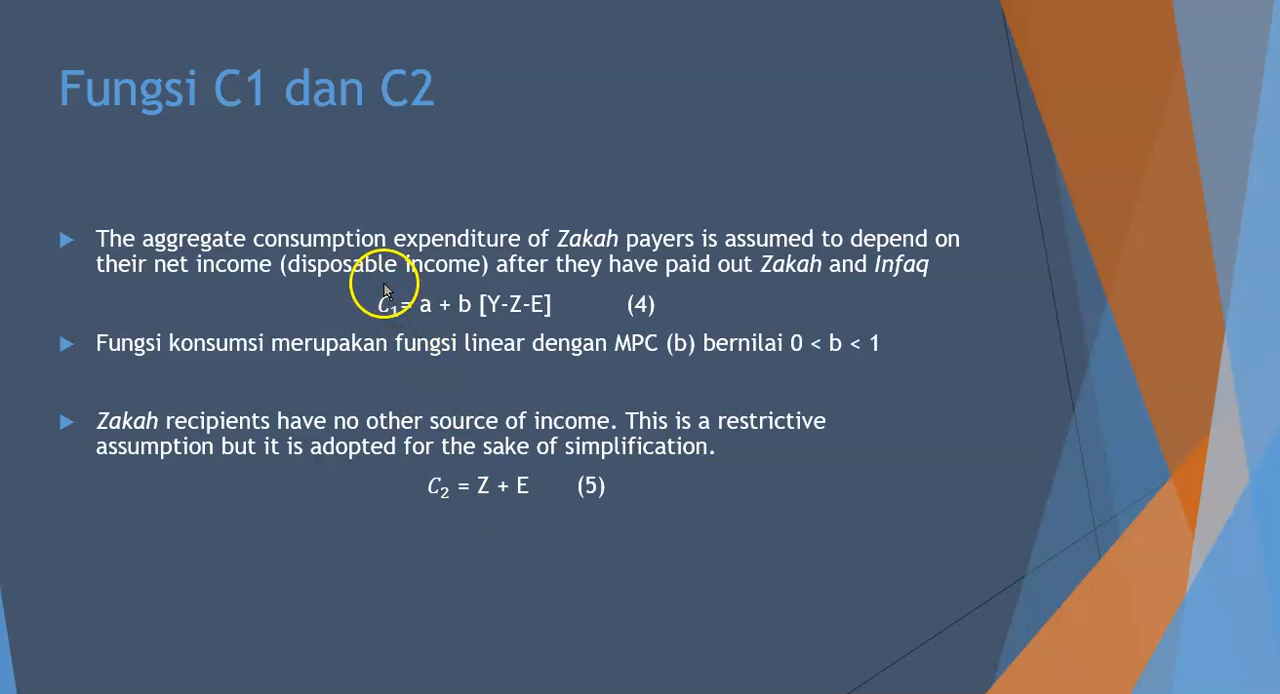 Fungsi C1 dan C2
The aggregate consumption expenditure of Zakah payers is assumed to depend on
their net income (disposable income) after they have paid out Zakah and Infaq
C₁= a + b [Y-Z-E] (4)
Fungsi konsumsi merupakan fungsi linear dengan MPC (b) bernilai 0 < b < 1
Zakah recipients have no other source of income. This is a restrictive
assumption but it is adopted for the sake of simplification.
C₂ = Z + E (5)